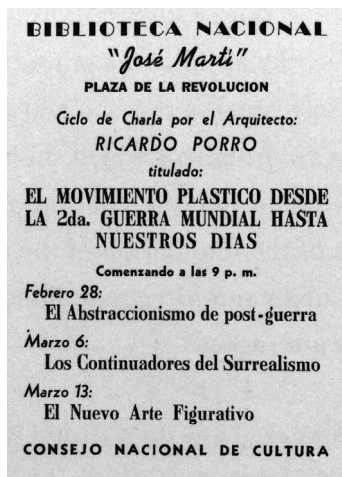 BIBLIOTECA NACIONAL
"José Martí"
PLAZA DE LA REVOLUCION
Ciclo de Charla por el Arquitecto:
RICARDO PORRO
titulado:
EL MOVIMIENTO PLASTICO DESDE
LA 2da. GUERRA MUNDIAL HASTA
NUESTROS DIAS
Comenzando a las 9 p. m.
Febrero 28:
El Abstraccionismo de post-guerra
Marzo 6:
Los Continuadores del Surrealismo
Marzo 13:
El Nuevo Arte Figurativo
CONSEJO NACIONAL DE CULTURA